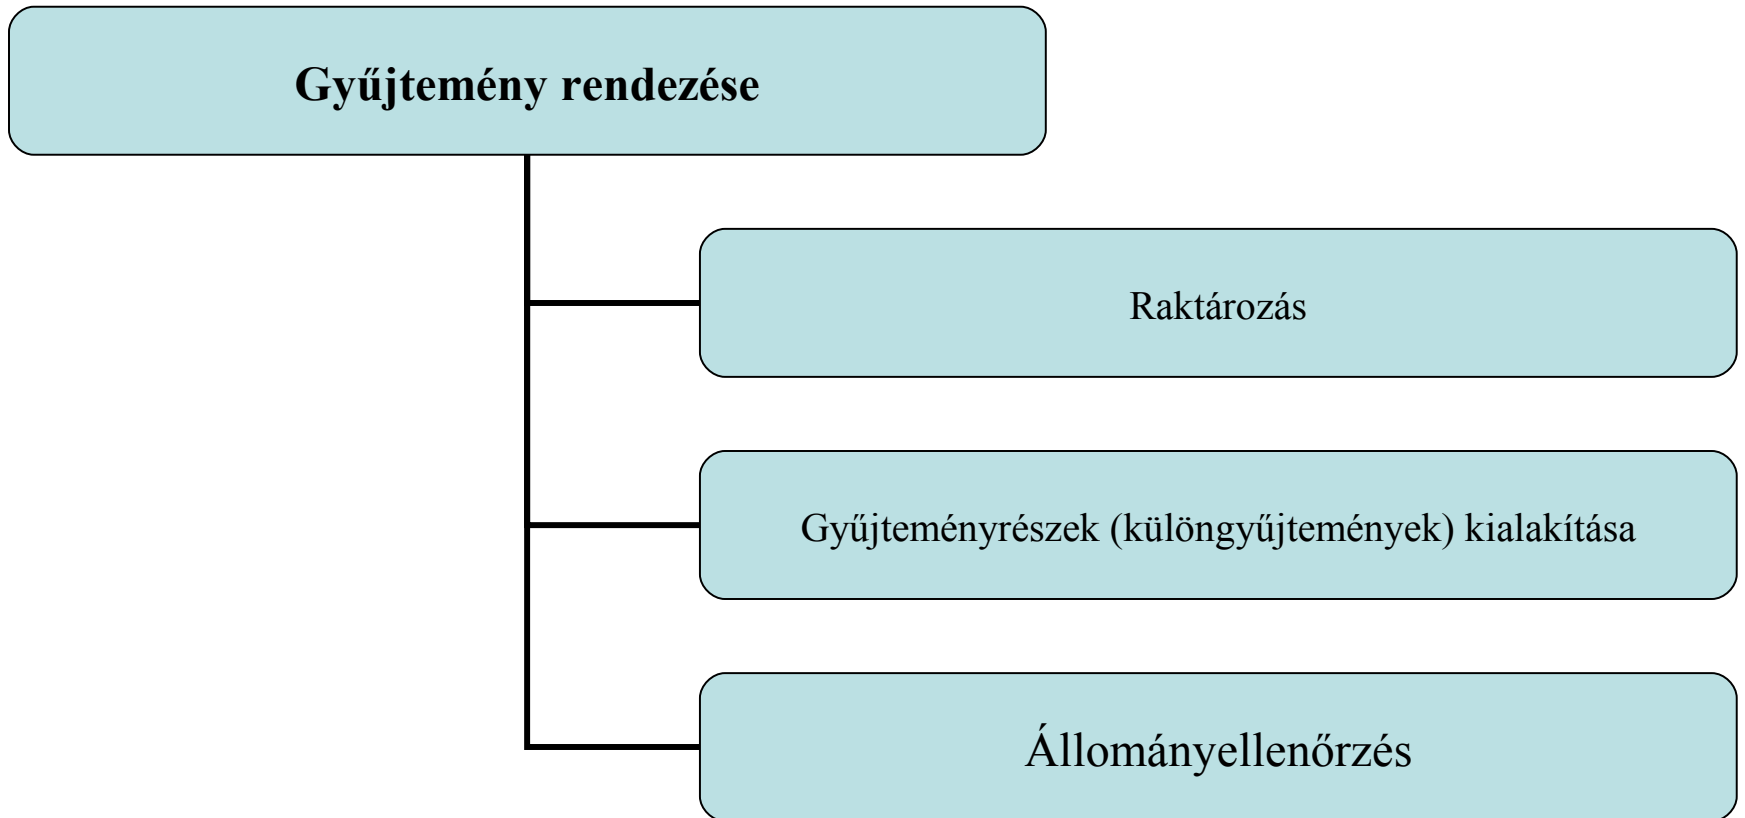 Gyűjtemény rendezése
Raktározás
Gyűjteményrészek (különgyűjtemények) kialakítása
Állományellenőrzés